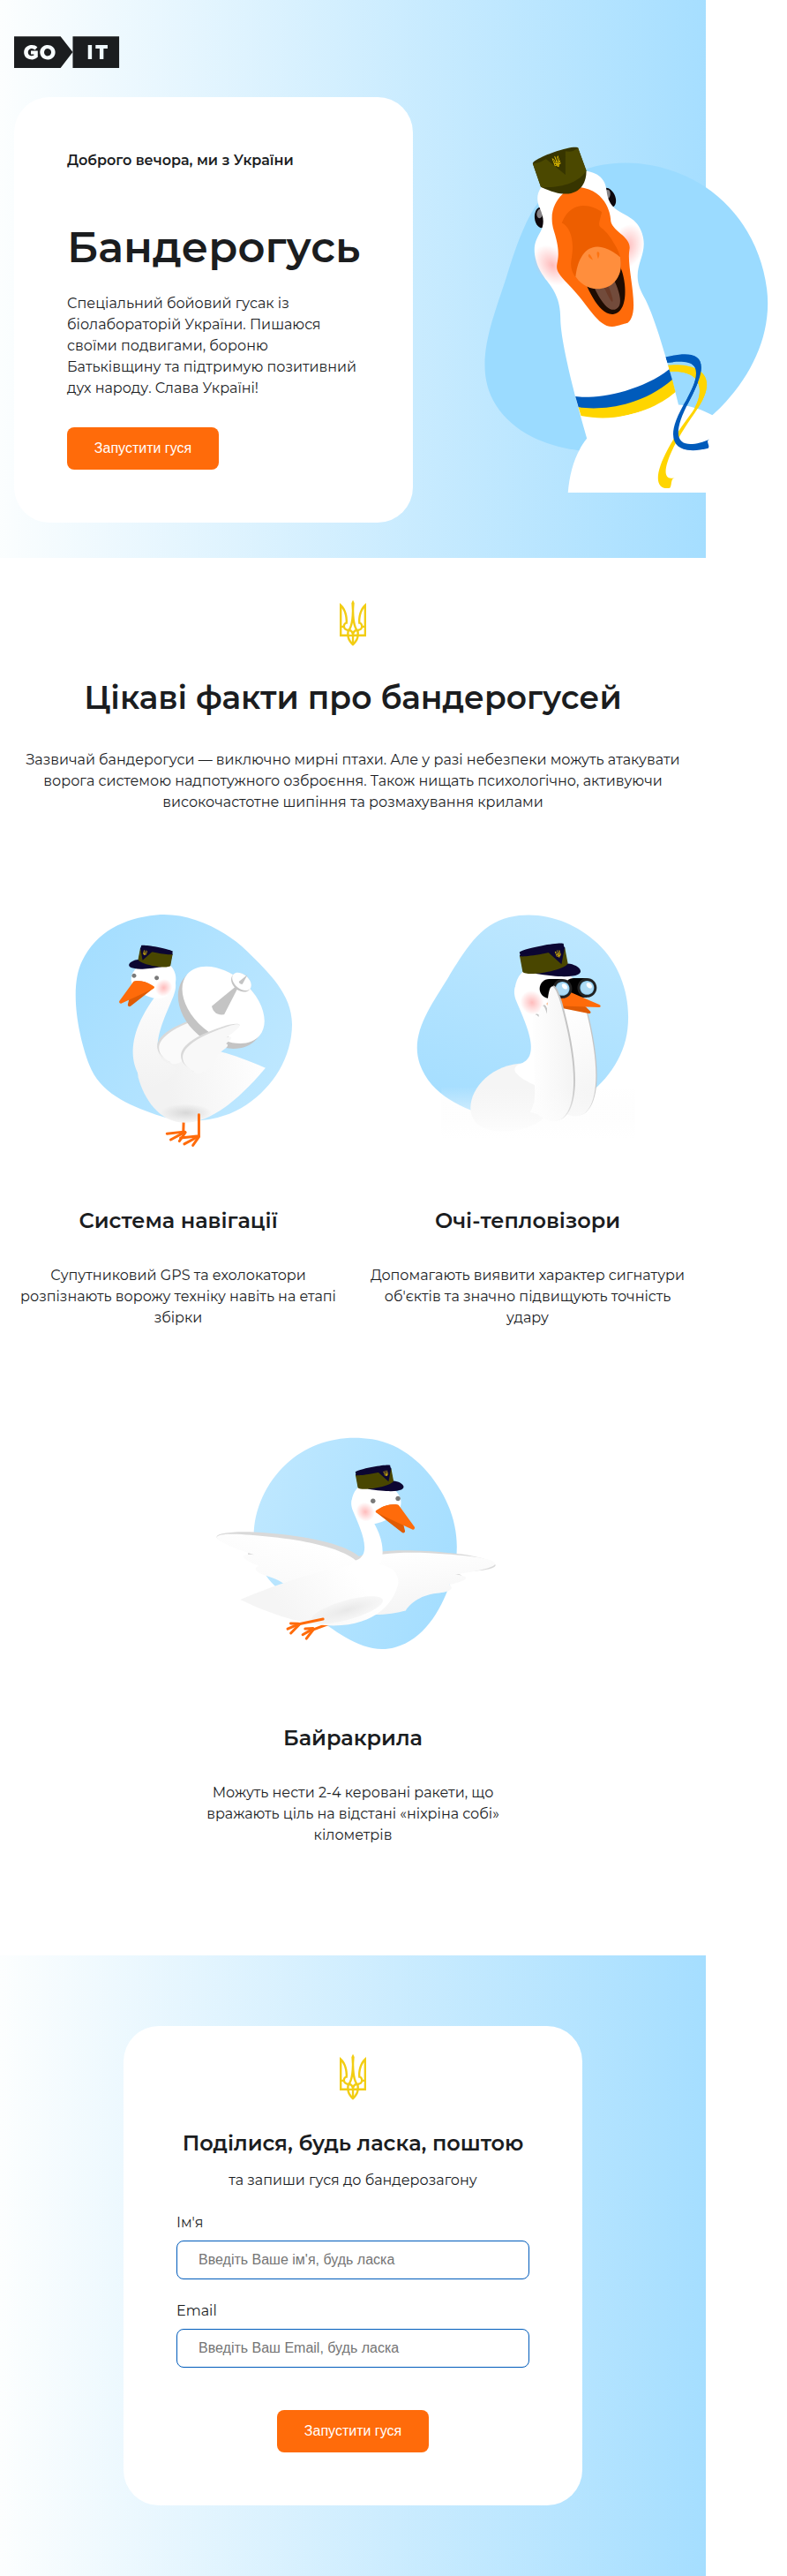 GO IT
Доброго вечора, ми з України
Бандерогусь
Спеціальний бойовий гусак із
біолабораторій України. Пишаюся
своїми подвигами, бороню
Батьківщину та підтримую позитивний
дух народу. Слава Україні!
Запустити гуся
Цікаві факти про бандерогусей
Зазвичай бандерогуси — виключно мирні птахи. Але у разі небезпеки можуть атакувати
ворога системою надпотужного озброєння. Також нищать психологічно, активуючи
високочастотне шипіння та розмахування крилами
Система навігації
Супутниковий GPS та ехолокатори
розпізнають ворожу техніку навіть на етапі
збірки
Очі-тепловізори
Допомагають виявити характер сигнатури
об'єктів та значно підвищують точність
удару
Байракрила
Можуть нести 2-4 керовані ракети, що
вражають ціль на відстані «ніхріна собі»
кілометрів
Поділися, будь ласка, поштою
та запиши гуся до бандерозагону
Ім'я
Введіть Ваше ім'я, будь ласка
Email
Введіть Ваш Email, будь ласка
Запустити гуся